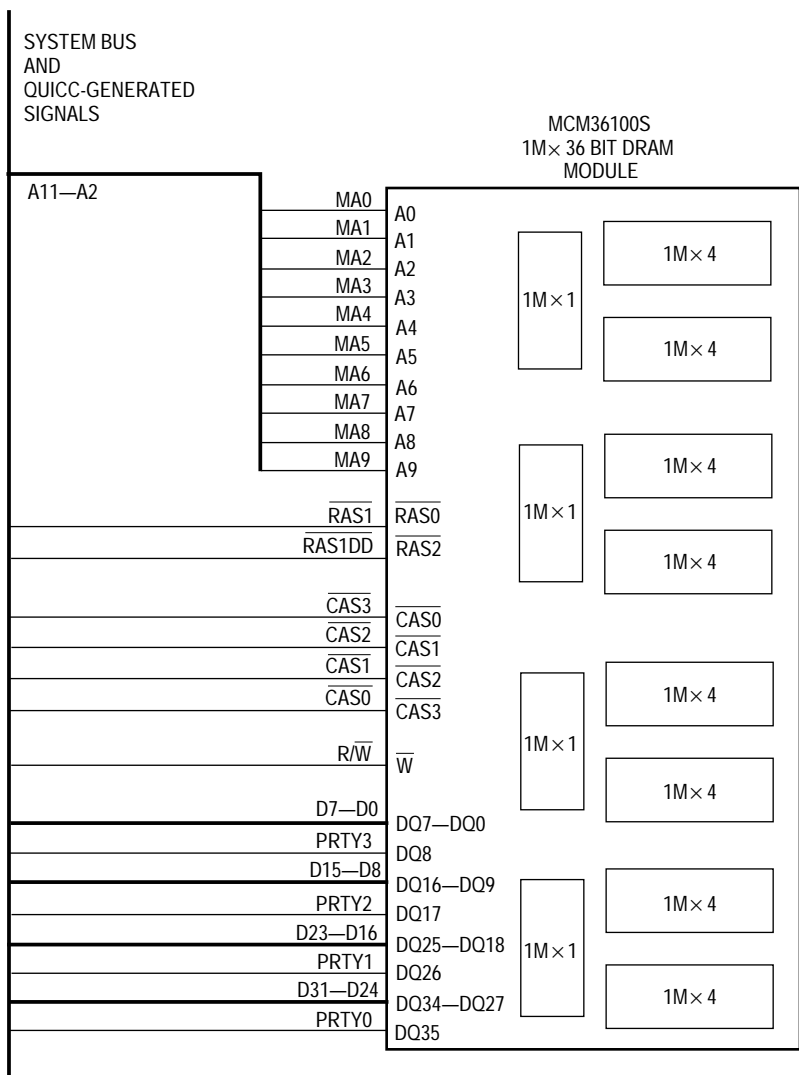 SYSTEM BUS
AND
QUICC-GENERATED
SIGNALS
MCM36100S
1M× 36 BIT DRAM
MODULE
A11—A2
MA0
A0
MA1
A1
MA2
A2
MA3
A3
MA4
A4
MA5
A5
MA6
A6
MA7
A7
MA8
A8
MA9
A9
RAS1
RAS0
RAS1DD
RAS2
CAS3
CAS0
CAS2
CAS1
CAS1
CAS2
CAS0
CAS3
R/W
W
D7—D0
DQ7—DQ0
PRTY3
DQ8
D15—D8
DQ16—DQ9
PRTY2
DQ17
D23—D16
DQ25—DQ18
PRTY1
DQ26
D31—D24
DQ34—DQ27
PRTY0
DQ35
1M×1
1M×4
1M×4
1M×1
1M×4
1M×4
1M×1
1M×4
1M×4
1M×1
1M×4
1M×4